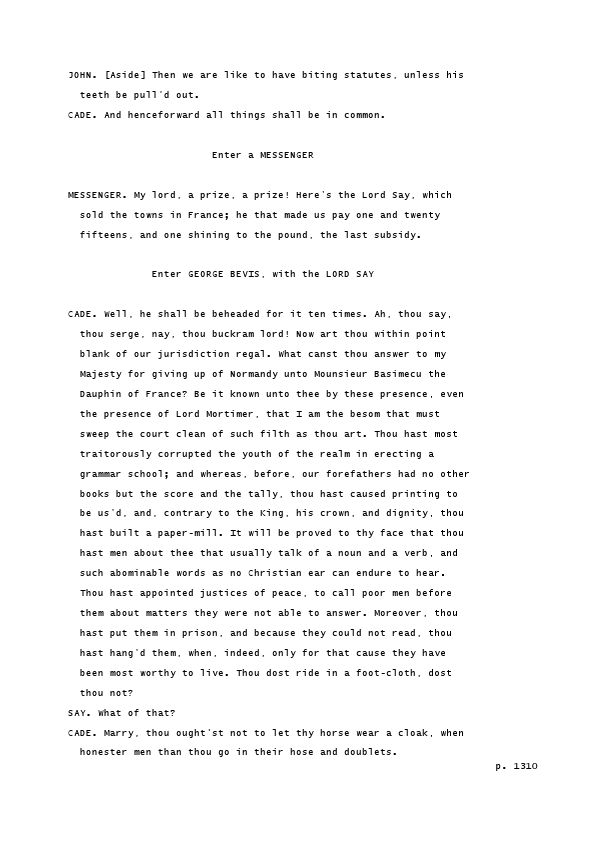 JOHN. [Aside] Then we are like to have biting statutes, unless his
teeth be pull'd out.
CADE. And henceforward all things shall be in common.
Enter a MESSENGER
MESSENGER. My lord, a prize, a prize! Here's the Lord Say, which
sold the towns in France; he that made us pay one and twenty
fifteens, and one shining to the pound, the last subsidy.
Enter GEORGE BEVIS, with the LORD SAY
CADE. Well, he shall be beheaded for it ten times. Ah, thou say,
thou serge, nay, thou buckram lord! Now art thou within point
blank of our jurisdiction regal. What canst thou answer to my
Majesty for giving up of Normandy unto Mounsieur Basimecu the
Dauphin of France? Be it known unto thee by these presence, even
the presence of Lord Mortimer, that I am the besom that must
sweep the court clean of such filth as thou art. Thou hast most
traitorously corrupted the youth of the realm in erecting a
grammar school; and whereas, before, our forefathers had no other
books but the score and the tally, thou hast caused printing to
be us'd, and, contrary to the King, his crown, and dignity, thou
hast built a paper-mill. It will be proved to thy face that thou
hast men about thee that usually talk of a noun and a verb, and
such abominable words as no Christian ear can endure to hear.
Thou hast appointed justices of peace, to call poor men before
them about matters they were not able to answer. Moreover, thou
hast put them in prison, and because they could not read, thou
hast hang'd them, when, indeed, only for that cause they have
been most worthy to live. Thou dost ride in a foot-cloth, dost
thou not?
SAY. What of that?
CADE. Marry, thou ought'st not to let thy horse wear a cloak, when
honester men than thou go in their hose and doublets.
p. 1310